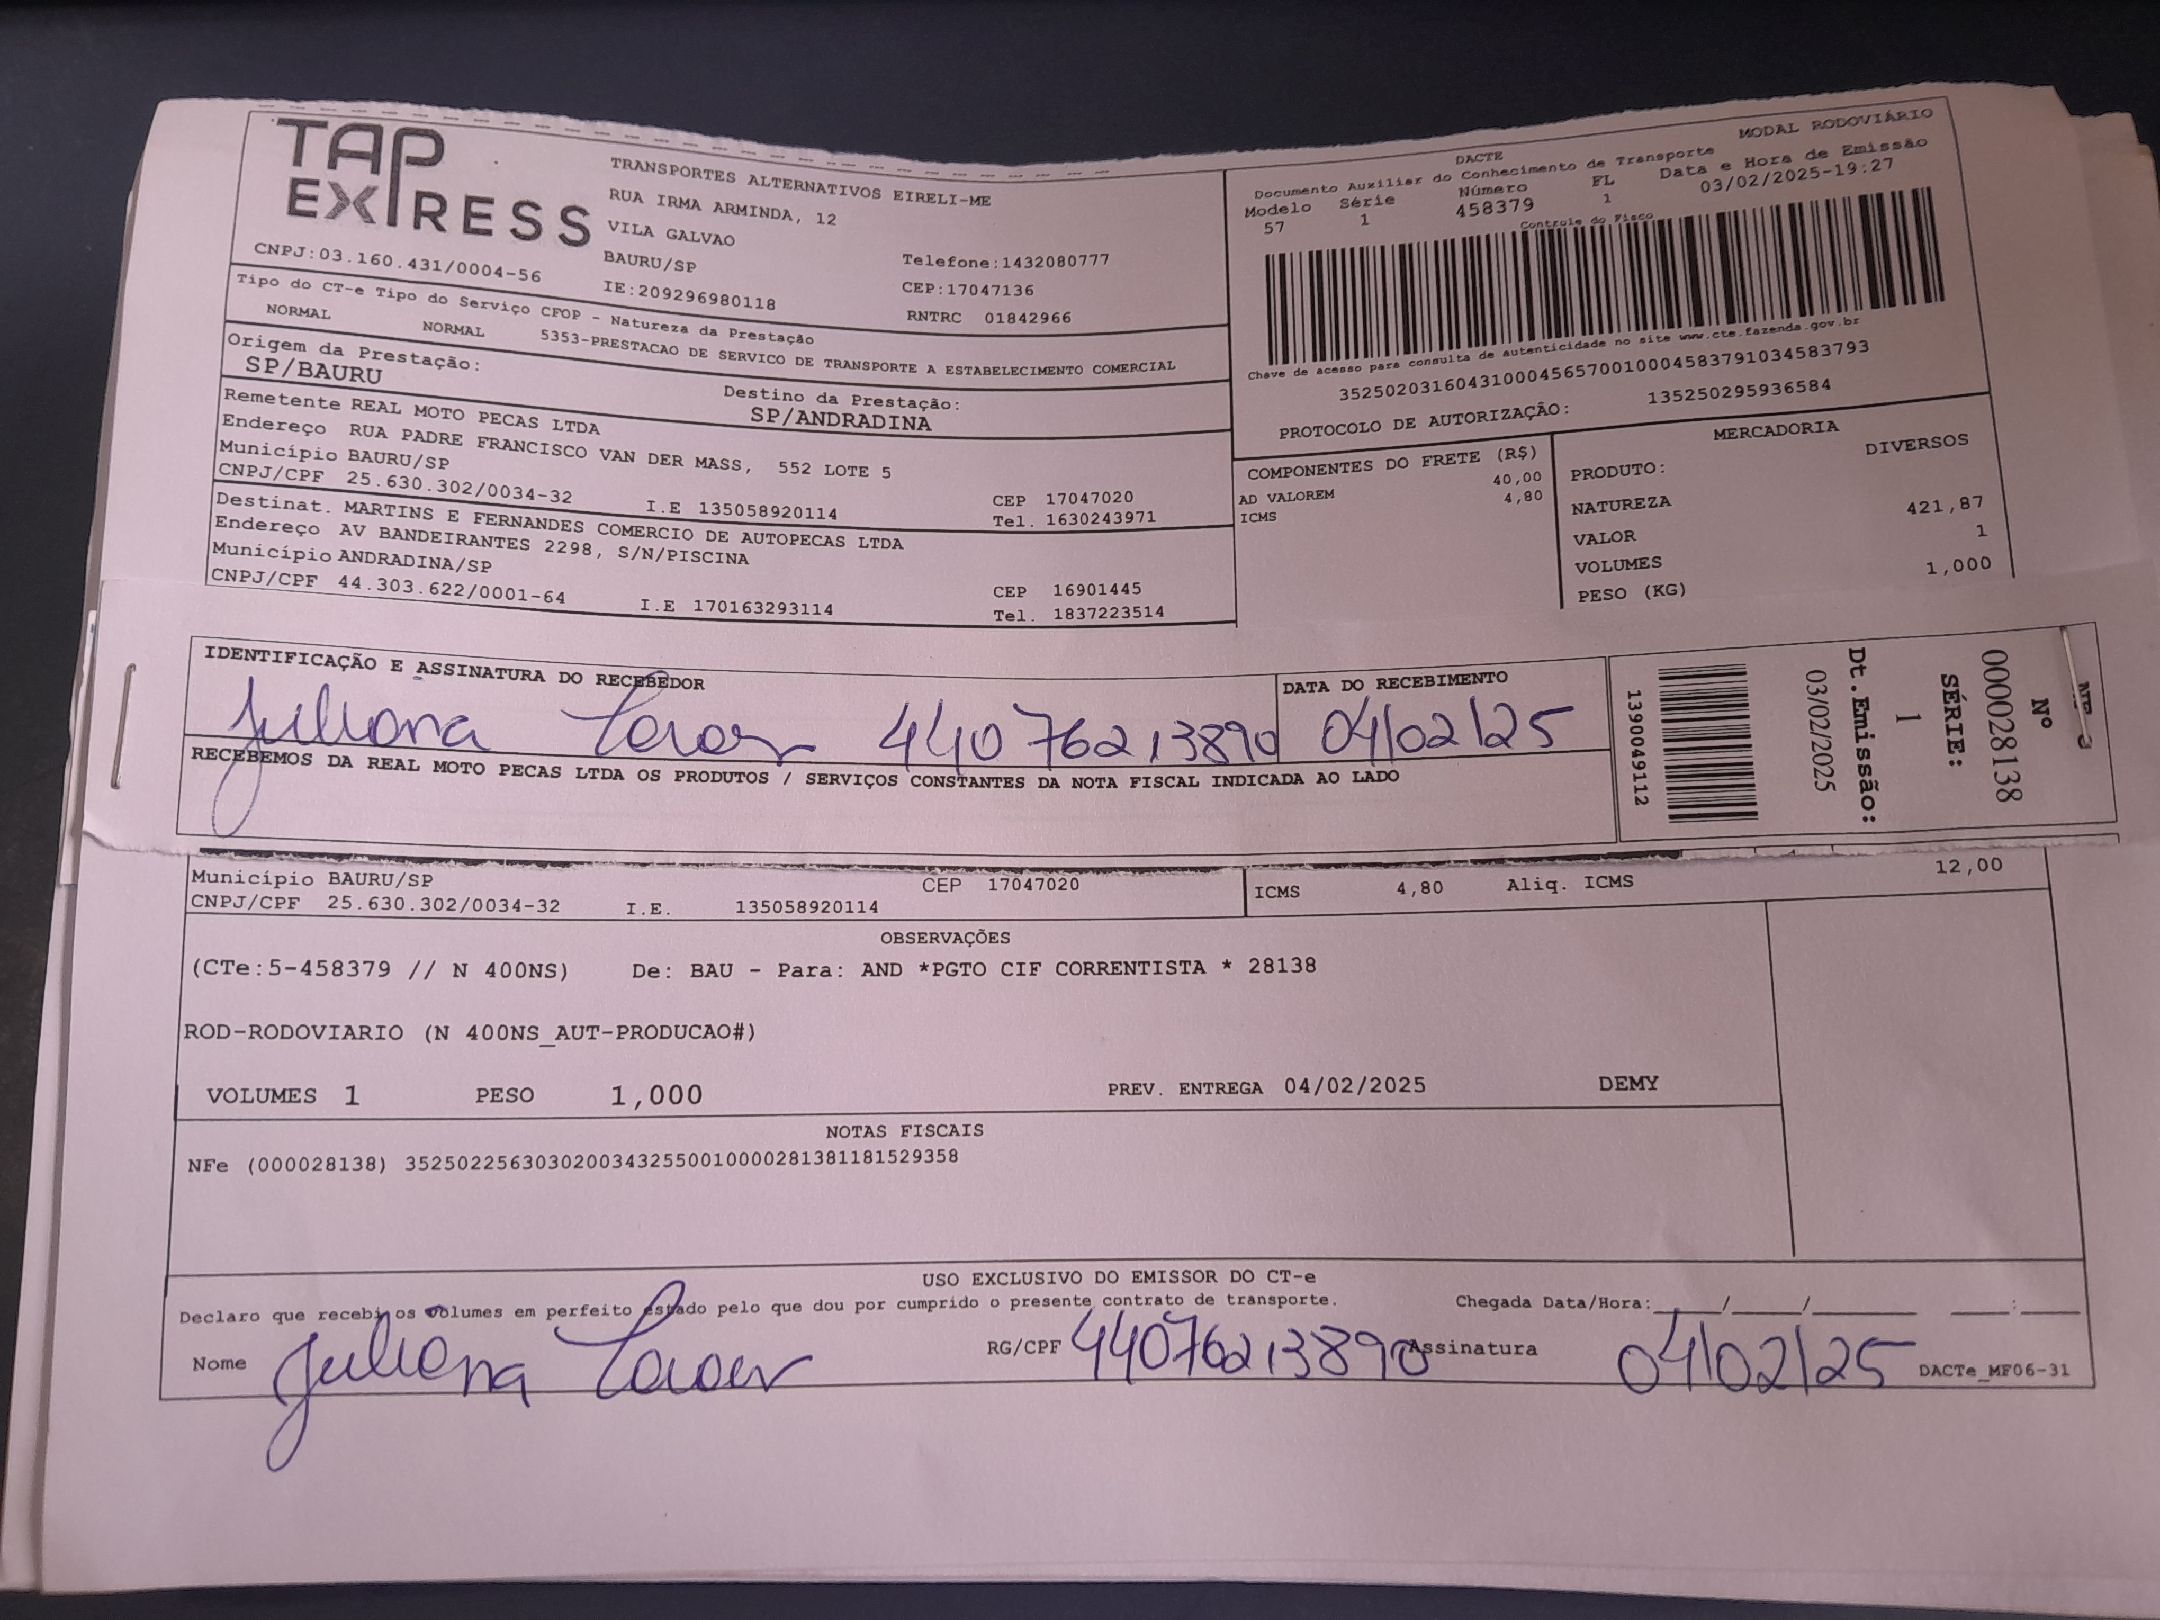 TAP EXPRESS
TRANSPORTES ALTERNATIVOS EIRELI-ME
RUA IRMA ARMINDA, 12
VILA GALVAO
BAURU/SP Telefone:1432080777
CNPJ:03.160.431/0004-56 IE:209296980118 CEP:17047136
RNTRC 01842966
Tipo do CT-e Tipo do Serviço CFOP - Natureza da Prestação
NORMAL NORMAL 5353-PRESTACAO DE SERVICO DE TRANSPORTE A ESTABELECIMENTO COMERCIAL
Origem da Prestação: Destino da Prestação:
SP/BAURU SP/ANDRADINA
Remetente REAL MOTO PECAS LTDA
Endereço RUA PADRE FRANCISCO VAN DER MASS, 552 LOTE 5
Município BAURU/SP CEP 17047020
CNPJ/CPF 25.630.302/0034-32 I.E 135058920114 Tel. 1630243971
Destinat. MARTINS E FERNANDES COMERCIO DE AUTOPECAS LTDA
Endereço AV BANDEIRANTES 2298, S/N/PISCINA
Município ANDRADINA/SP CEP 16901445
CNPJ/CPF 44.303.622/0001-64 I.E 170163293114 Tel. 1837223514
DACTE MODAL RODOVIÁRIO
Documento Auxiliar do Conhecimento de Transporte
Modelo Série Número FL Data e Hora de Emissão
57 1 458379 1 03/02/2025-19:27
Controle do Fisco
Chave de acesso para consulta de autenticidade no site www.cte.fazenda.gov.br
35250203160431000456570010004583791034583793
PROTOCOLO DE AUTORIZAÇÃO: 135250295936584
COMPONENTES DO FRETE (R$)
AD VALOREM 40,00
ICMS 4,80
MERCADORIA
PRODUTO: DIVERSOS
NATUREZA
VALOR 421,87
VOLUMES 1
PESO (KG) 1,000
IDENTIFICAÇÃO E ASSINATURA DO RECEBEDOR DATA DO RECEBIMENTO
Juliana 44076213890 04/02/25
RECEBEMOS DA REAL MOTO PECAS LTDA OS PRODUTOS / SERVIÇOS CONSTANTES DA NOTA FISCAL INDICADA AO LADO
Nº
000028138
SÉRIE:
1
Dt.Emissão:
03/02/2025
1390049112
Município BAURU/SP CEP 17047020 ICMS 4,80 Aliq. ICMS 12,00
CNPJ/CPF 25.630.302/0034-32 I.E. 135058920114
OBSERVAÇÕES
(CTe:5-458379 // N 400NS) De: BAU - Para: AND *PGTO CIF CORRENTISTA * 28138
ROD-RODOVIARIO (N 400NS_AUT-PRODUCAO#)
VOLUMES 1 PESO 1,000 PREV. ENTREGA 04/02/2025 DEMY
NOTAS FISCAIS
NFe (000028138) 35250225630302003432550010000281381181529358
USO EXCLUSIVO DO EMISSOR DO CT-e
Declaro que recebi os volumes em perfeito estado pelo que dou por cumprido o presente contrato de transporte. Chegada Data/Hora:____/____/______ ____:____
Nome Juliana RG/CPF 44076213890 Assinatura 04/02/25 DACTe_MF06-31